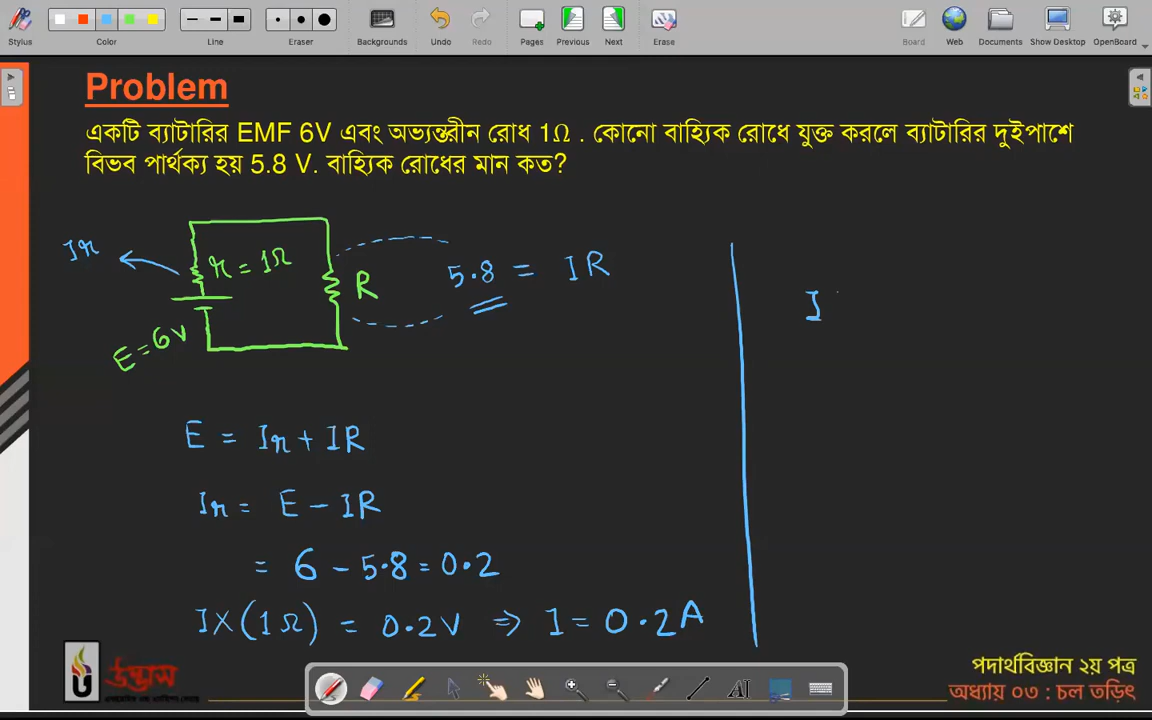 Stylus Color Line Eraser Backgrounds Undo Redo Pages Previous Next Erase Board Web Documents Show Desktop OpenBoard
Problem
একটি ব্যাটারির EMF 6V এবং অভ্যন্তরীন রোধ 1Ω . কোনো বাহ্যিক রোধে যুক্ত করলে ব্যাটারির দুইপাশে
বিভব পার্থক্য হয় 5.8 V. বাহ্যিক রোধের মান কত?
Ir
r = 1Ω
R
E = 6V
5.8 = IR
I
E = Ir + IR
Ir = E - IR
= 6 - 5.8 = 0.2
I×(1Ω) = 0.2V ⇒ I = 0.2A
উদ্ভাস
পদার্থবিজ্ঞান ২য় পত্র
অধ্যায় ০৩ : চল তড়িৎ